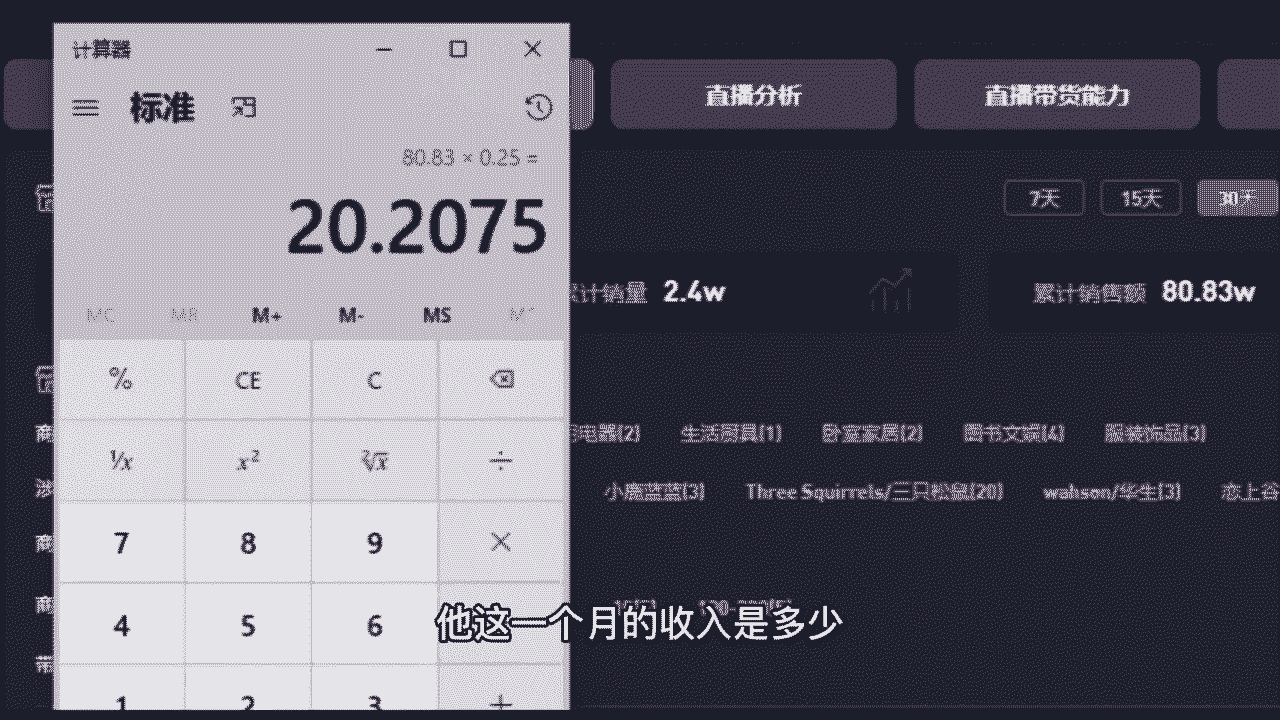 计算器
标准
直播分析
直播带货能力
80.83 × 0.25 =
20.2075
7天
15天
30天
累计销量 2.4w
累计销售额 80.83w
MC MR M+ M- MS M˅
% CE C
¹/x x² ²√x ÷
电器(2) 生活厨具(1) 卧室家居(2) 图书文娱(4) 服装饰品(3)
小鹿蓝蓝(3) Three Squirrels/三只松鼠(20) wahson/华生(3) 恋上谷
7 8 9 ×
4 5 6
1 2 3 +
他这一个月的收入是多少